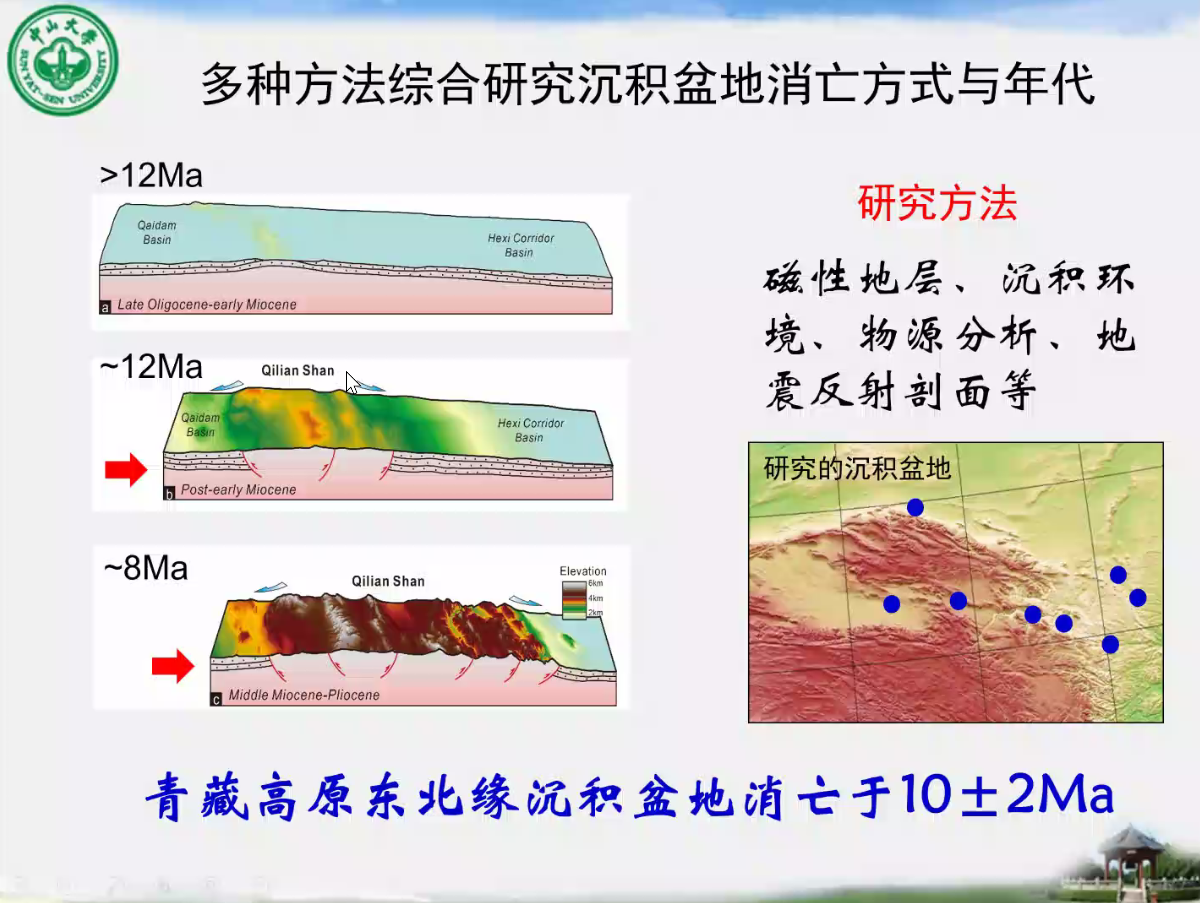 中山大学
SUN YAT-SEN UNIVERSITY
多种方法综合研究沉积盆地消亡方式与年代
>12Ma
Qaidam
Basin
Hexi Corridor
Basin
a Late Oligocene-early Miocene
~12Ma
Qilian Shan
Qaidam
Basin
Hexi Corridor
Basin
b Post-early Miocene
~8Ma
Qilian Shan
Elevation
6km
4km
2km
c Middle Miocene-Pliocene
研究方法
磁性地层、沉积环
境、物源分析、地
震反射剖面等
研究的沉积盆地
青藏高原东北缘沉积盆地消亡于10±2Ma